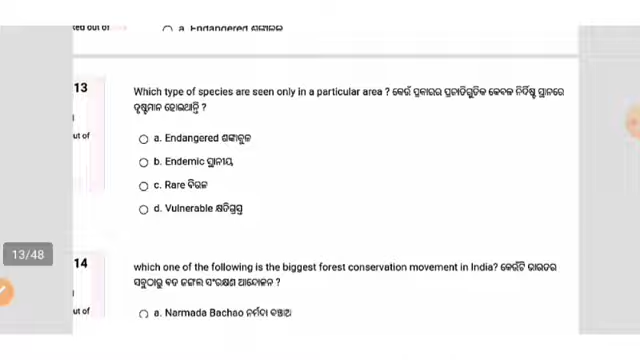 a. Endangered ଶଙ୍କାକୁଳ
13
Which type of species are seen only in a particular area ? କେଉଁ ପ୍ରକାରର ପ୍ରଜାତିଗୁଡ଼ିକ କେବଳ ନିର୍ଦ୍ଦିଷ୍ଟ ସ୍ଥାନରେ
ଦୃଷ୍ଟମାନ ହୋଇଥାନ୍ତି ?
ut of
a. Endangered ଶଙ୍କାକୁଳ
b. Endemic ସ୍ଥାନୀୟ
c. Rare ବିରଳ
d. Vulnerable କ୍ଷତିଗ୍ରସ୍ତ
13/48
14
which one of the following is the biggest forest conservation movement in India? କେଉଁଟି ଭାରତର
ସବୁଠାରୁ ବଡ ଜଙ୍ଗଲ ସଂରକ୍ଷଣ ଆନ୍ଦୋଳନ ?
ut of
a. Narmada Bachao ନର୍ମଦା ବଞ୍ଚାଅ